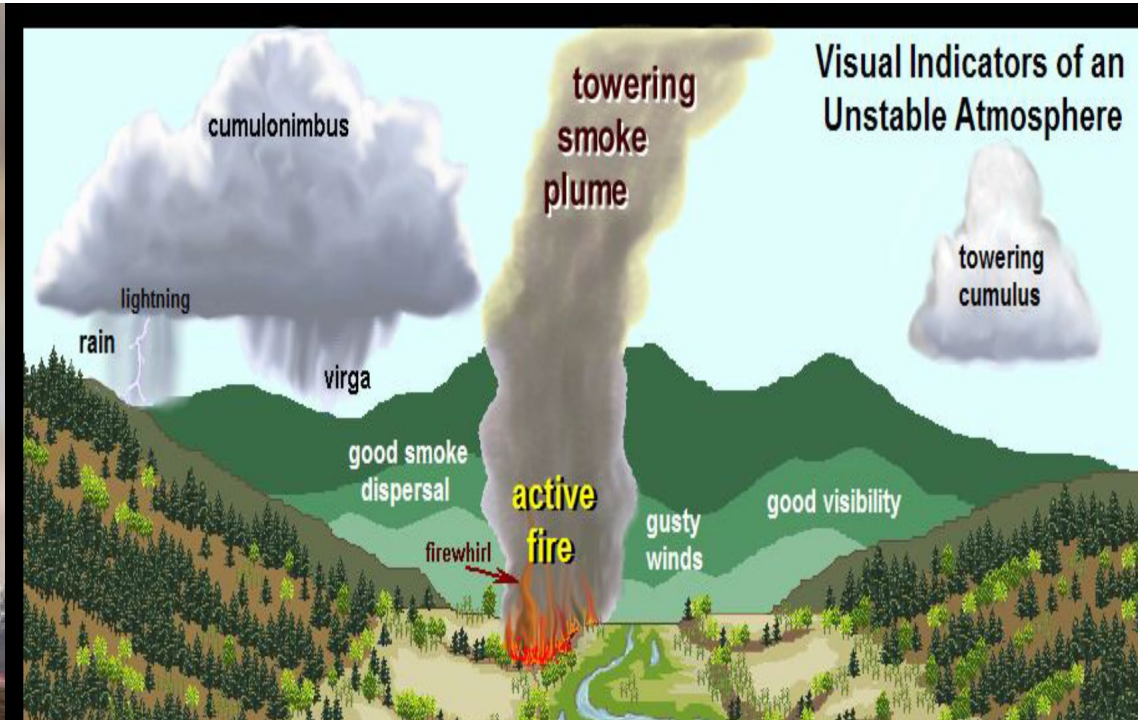 Visual Indicators of an
Unstable Atmosphere
cumulonimbus
towering
smoke
plume
towering
cumulus
lightning
rain
virga
good smoke
dispersal
active
fire
firewhirl
gusty
winds
good visibility